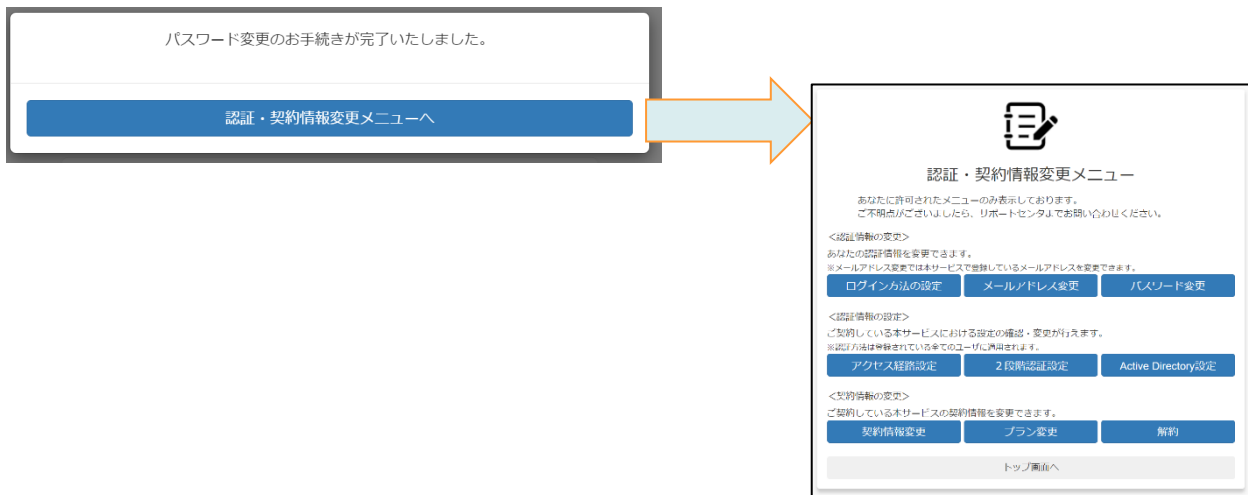 パスワード変更のお手続きが完了いたしました。
認証・契約情報変更メニューへ
認証・契約情報変更メニュー
あなたに許可されたメニューのみ表示しております。
ご不明点がございましたら、サポートセンタまでお問い合わせください。
<認証情報の変更>
あなたの認証情報を変更できます。
※メールアドレス変更では本サービスで登録しているメールアドレスを変更できます。
ログイン方法の設定
メールアドレス変更
パスワード変更
<認証情報の設定>
ご契約している本サービスにおける設定の確認・変更が行えます。
※認証方法は登録されている全てのユーザに適用されます。
アクセス経路設定
2段階認証設定
Active Directory設定
<契約情報の変更>
ご契約している本サービスの契約情報を変更できます。
契約情報変更
プラン変更
解約
トップ画面へ